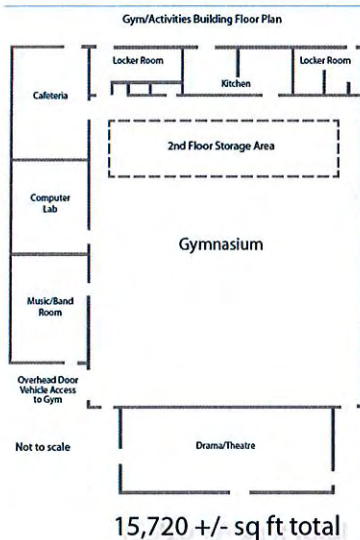 Gym/Activities Building Floor Plan
Locker Room
Locker Room
Kitchen
Cafeteria
2nd Floor Storage Area
Computer
Lab
Gymnasium
Music/Band
Room
Overhead Door
Vehicle Access
to Gym
Not to scale
Drama/Theatre
15,720 +/- sq ft total